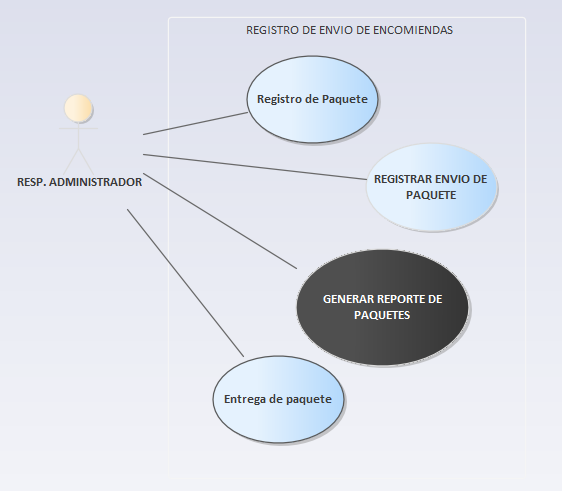 REGISTRO DE ENVIO DE ENCOMIENDAS
Registro de Paquete
RESP. ADMINISTRADOR
REGISTRAR ENVIO DE
PAQUETE
GENERAR REPORTE DE
PAQUETES
Entrega de paquete